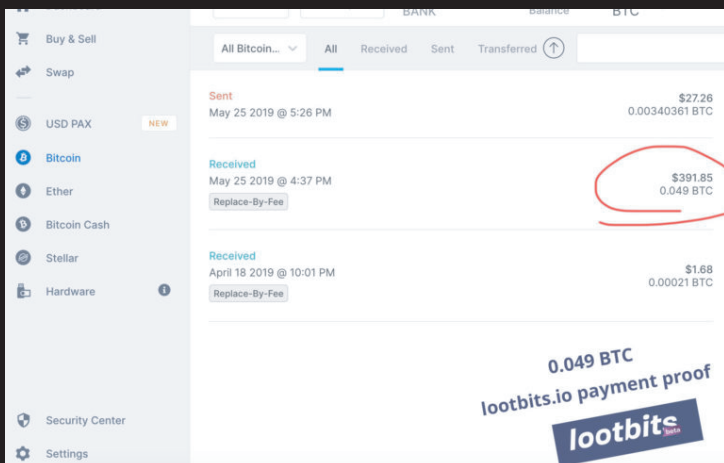 BANK
Balance
BTC
Buy & Sell
Swap
USD PAX
NEW
Bitcoin
Ether
Bitcoin Cash
Stellar
Hardware
Security Center
Settings
All Bitcoin...
All
Received
Sent
Transferred
Sent
May 25 2019 @ 5:26 PM
$27.26
0.00340361 BTC
Received
May 25 2019 @ 4:37 PM
Replace-By-Fee
$391.85
0.049 BTC
Received
April 18 2019 @ 10:01 PM
Replace-By-Fee
$1.68
0.00021 BTC
0.049 BTC
lootbits.io payment proof
lootbits
beta